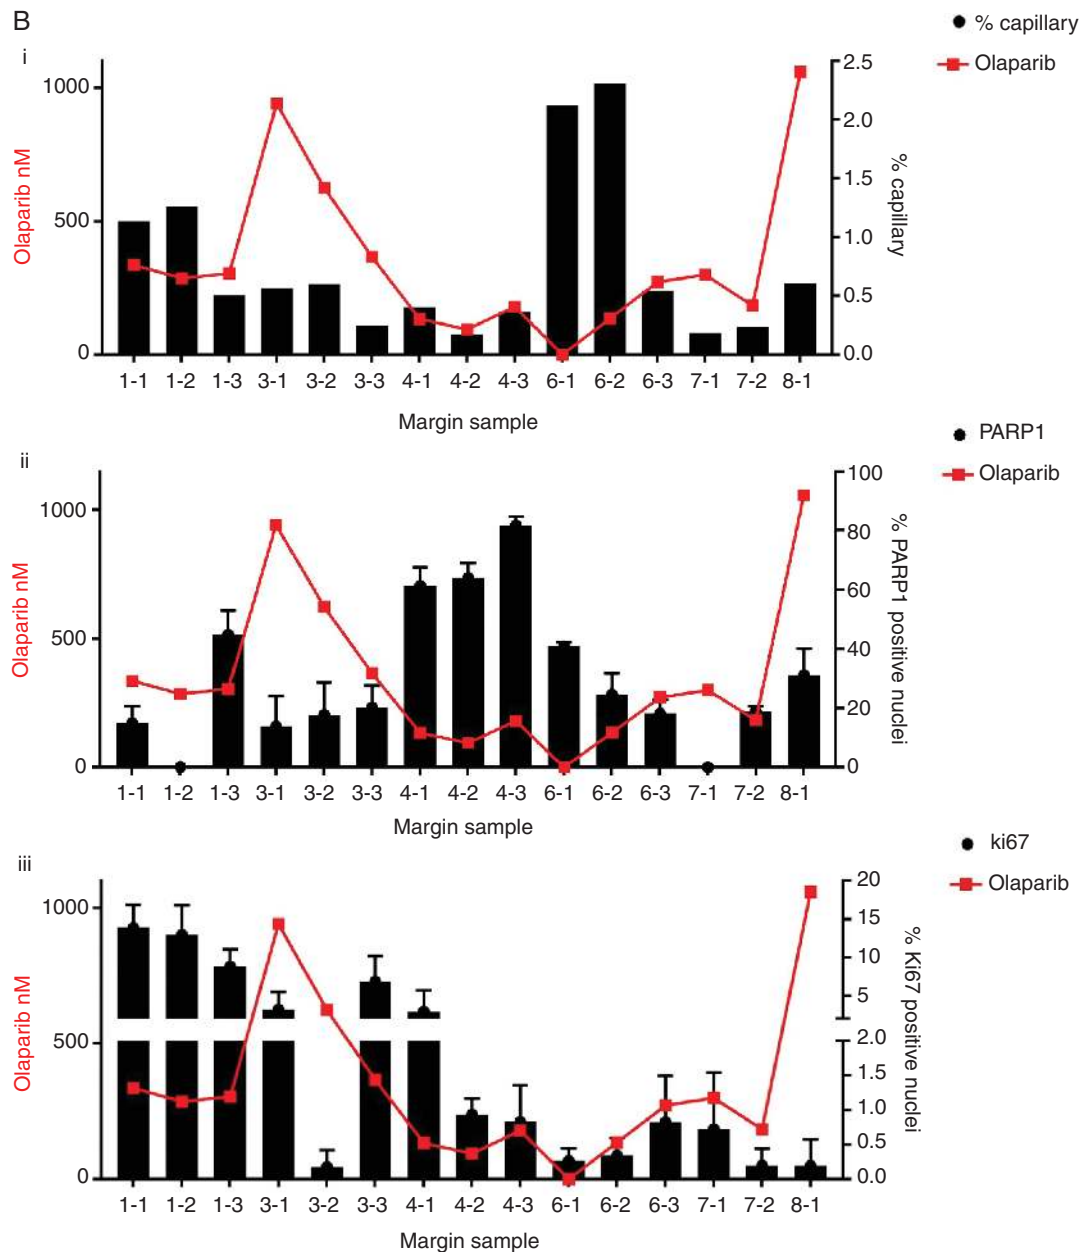 B
i
% capillary
Olaparib
Olaparib nM
1000
500
0
2.5
2.0
1.5
1.0
0.5
0.0
% capillary
1-1 1-2 1-3 3-1 3-2 3-3 4-1 4-2 4-3 6-1 6-2 6-3 7-1 7-2 8-1
Margin sample
ii
PARP1
Olaparib
Olaparib nM
1000
500
0
100
80
60
40
20
0
% PARP1 positive nuclei
1-1 1-2 1-3 3-1 3-2 3-3 4-1 4-2 4-3 6-1 6-2 6-3 7-1 7-2 8-1
Margin sample
iii
ki67
Olaparib
Olaparib nM
1000
500
0
20
15
10
5
2.0
1.5
1.0
0.5
0.0
% Ki67 positive nuclei
1-1 1-2 1-3 3-1 3-2 3-3 4-1 4-2 4-3 6-1 6-2 6-3 7-1 7-2 8-1
Margin sample